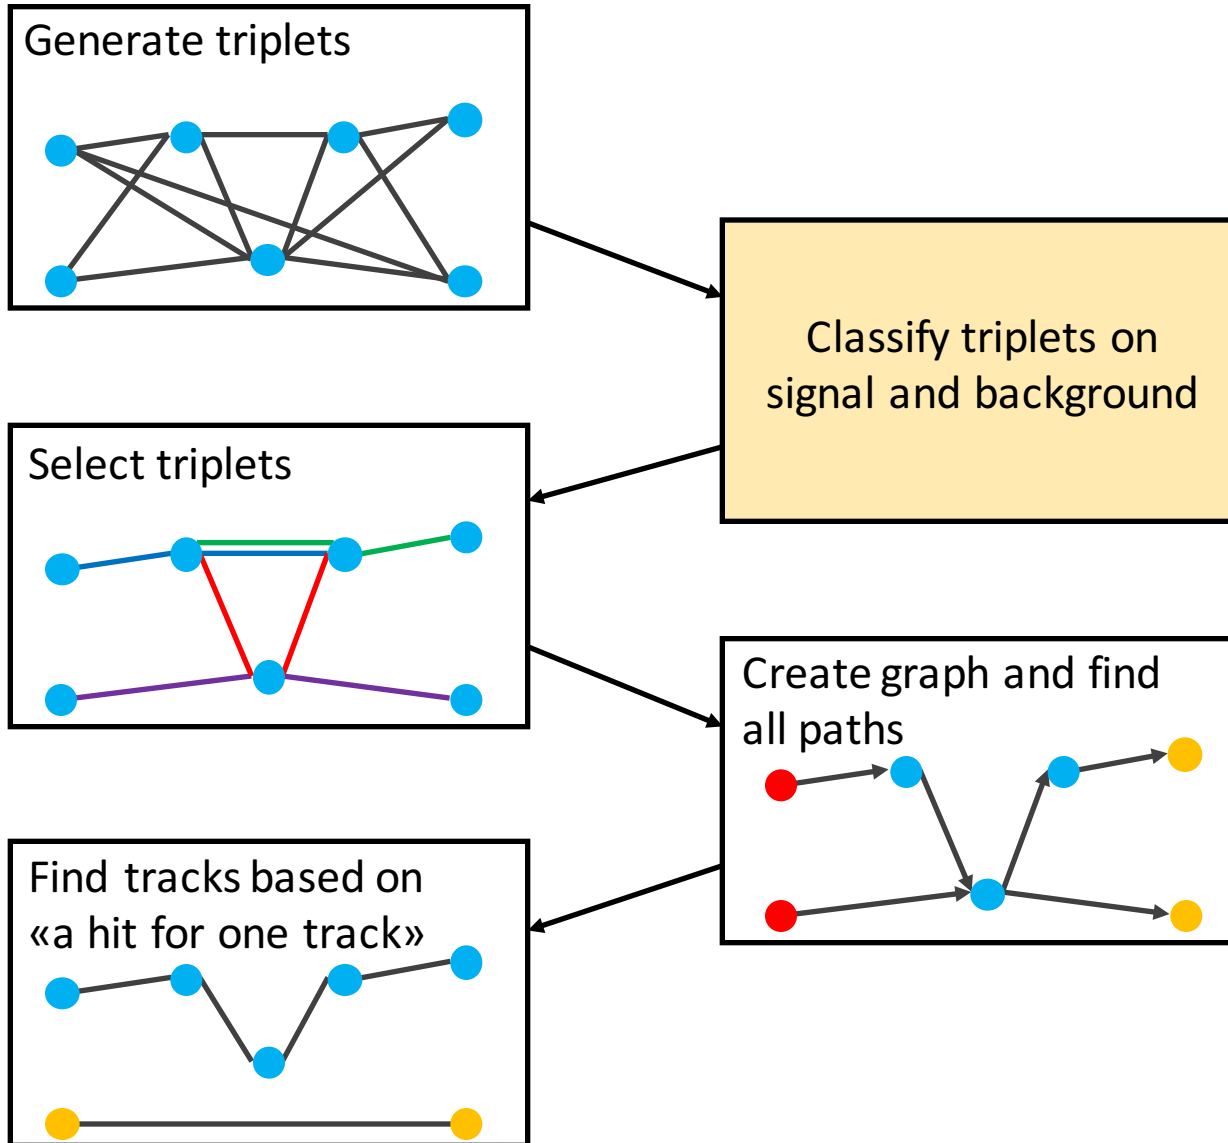 Generate triplets
Classify triplets on
signal and background
Select triplets
Create graph and find
all paths
Find tracks based on
«a hit for one track»